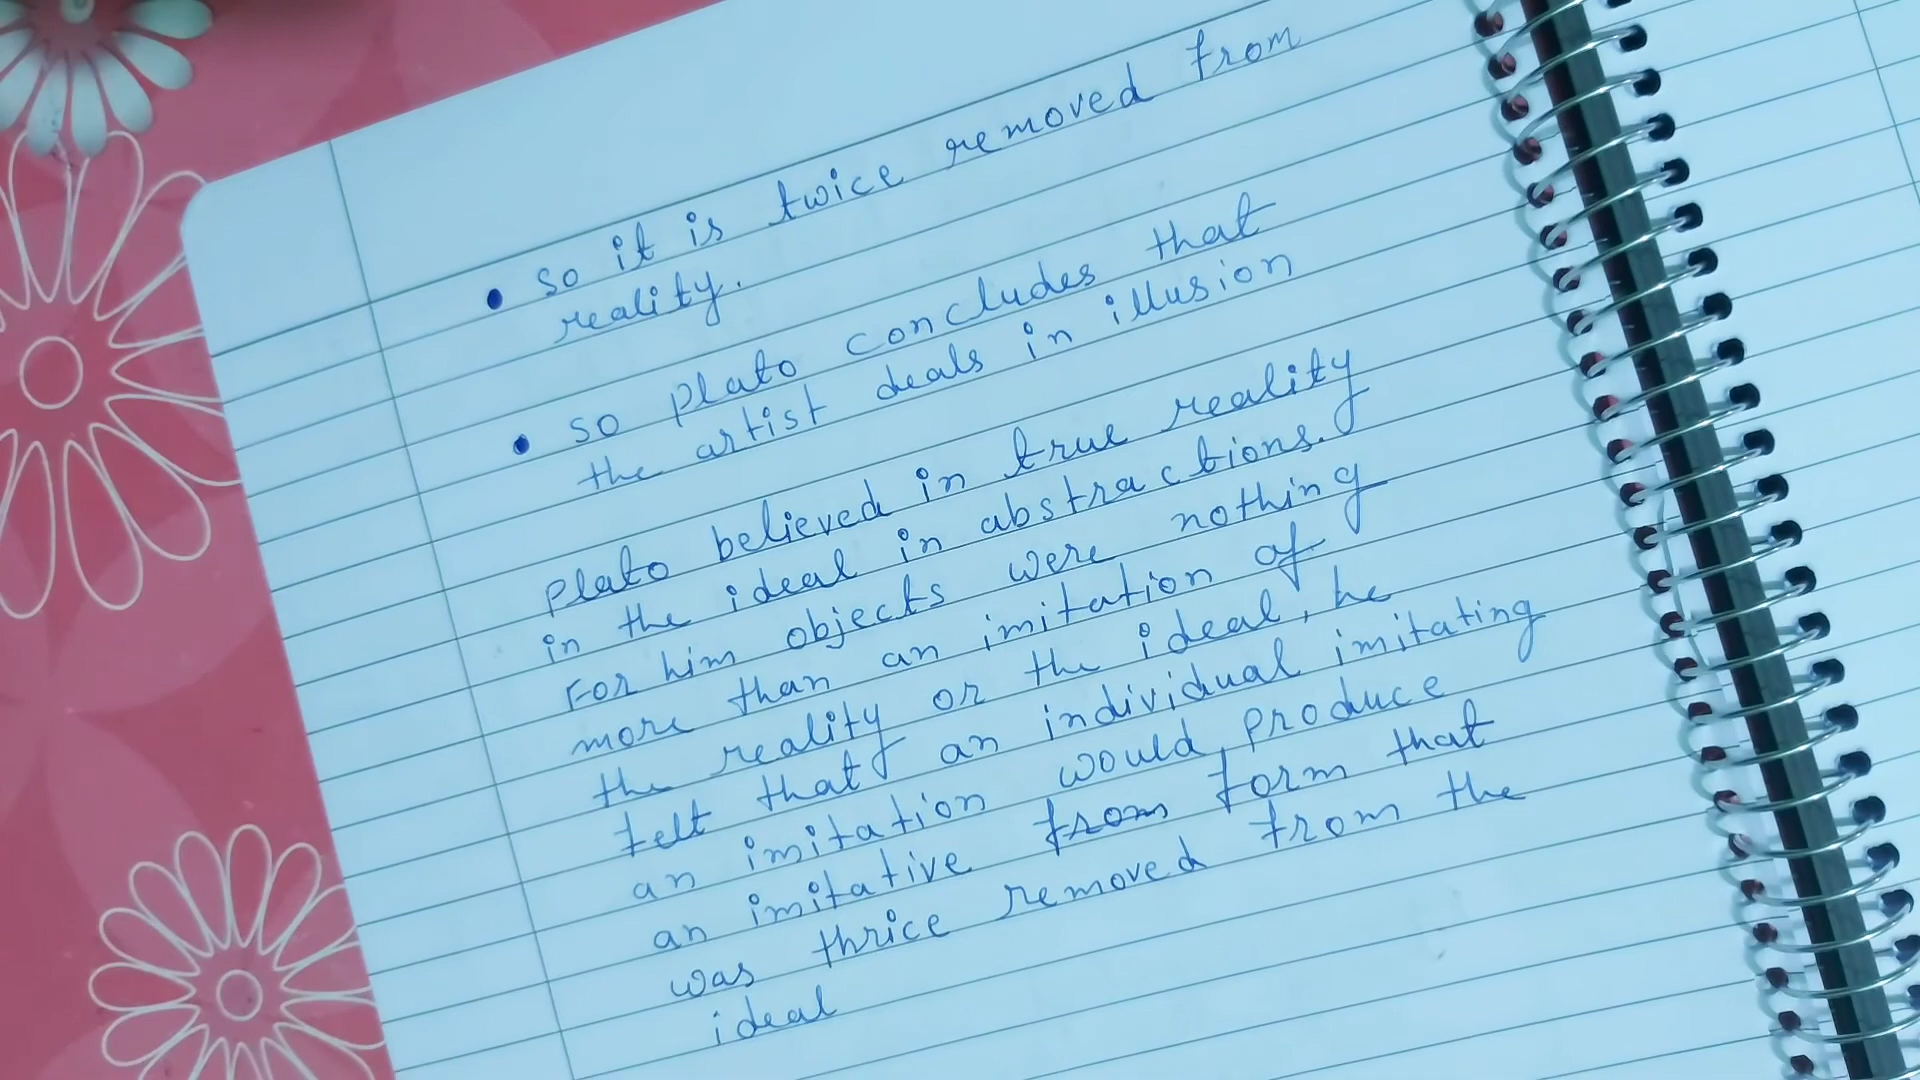 • so it is twice removed from
reality.
• so plato concludes that
the artist deals in illusion
plato believed in true reality
in the ideal in abstractions.
For him objects were nothing
more than an imitation of
the reality or the ideal, he
felt that an individual imitating
an imitation would produce
an imitative from form that
was thrice removed from the
ideal